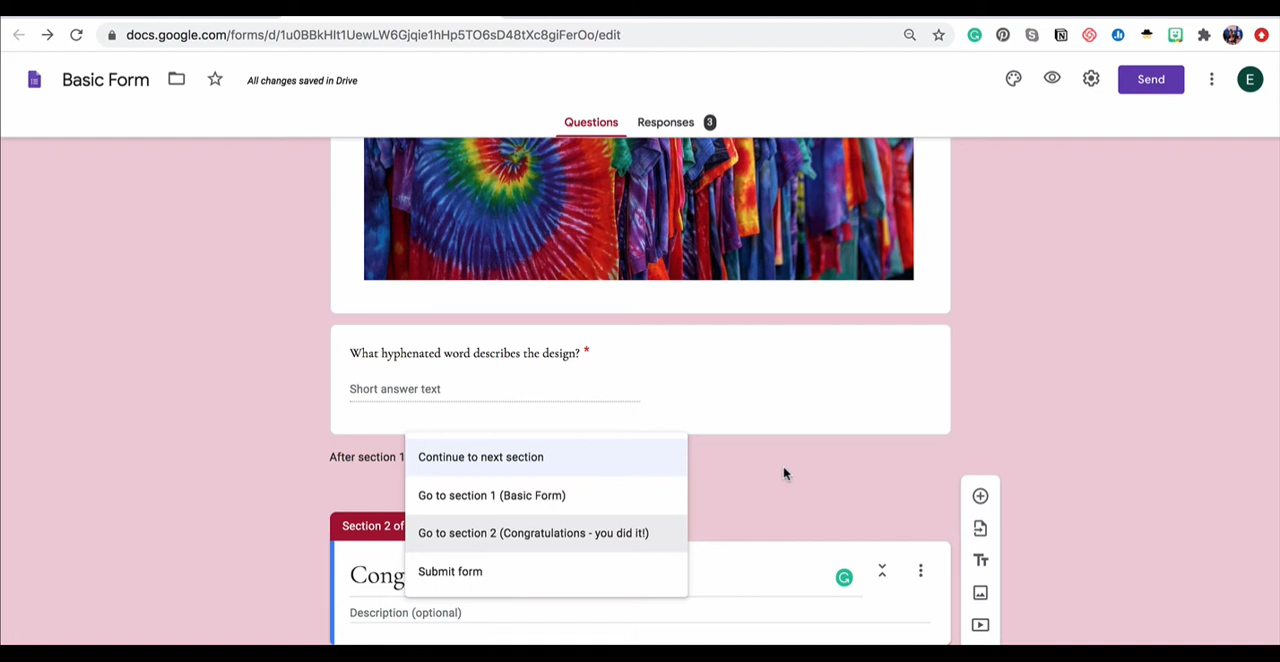 docs.google.com/forms/d/1u0BBkHIt1UewLW6Gjqie1hHp5TO6sD48tXc8giFerOo/edit
Basic Form
All changes saved in Drive
Send
E
Questions
Responses 3
What hyphenated word describes the design? *
Short answer text
After section 1
Continue to next section
Go to section 1 (Basic Form)
Go to section 2 (Congratulations - you did it!)
Submit form
Section 2 of
Cong
Description (optional)
Tт